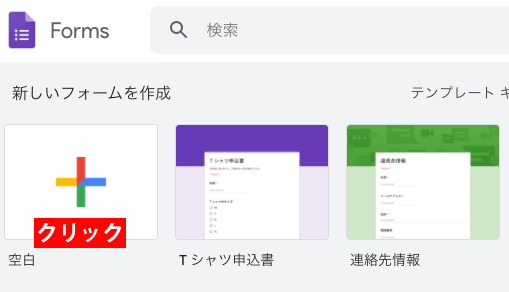 Forms
検索
新しいフォームを作成
テンプレート キ
Tシャツ申込書
連絡先情報
クリック
空白
T シャツ申込書
連絡先情報